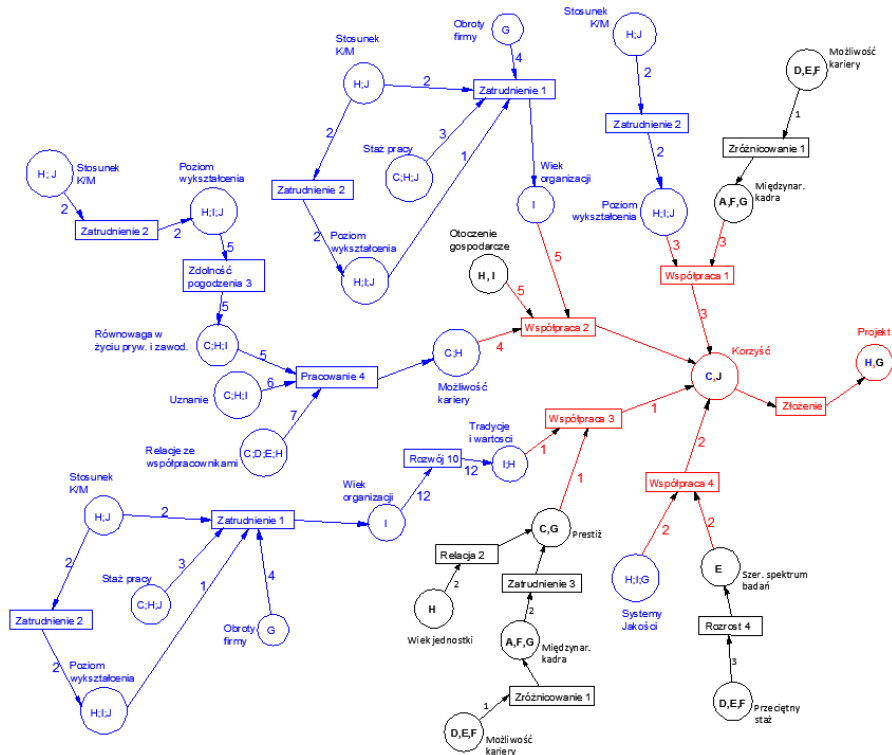 Stosunek
K/M
H;J
2
Obroty
firmy
G
4
Zatrudnienie 1
2
Staż pracy
3
C;H;J
1
Zatrudnienie 2
2
Poziom
wykształcenia
H;I;J
Wiek
organizacji
I
5
Stosunek
K/M
H;J
2
Zatrudnienie 2
2
Poziom
wykształcenia
H;I;J
3
D,E,F
Możliwość
kariery
1
Zróżnicowanie 1
Międzynar.
kadra
A,F,G
3
Współpraca 1
3
H; J
Stosunek
K/M
2
Zatrudnienie 2
2
Poziom
wykształcenia
H;I;J
5
Zdolność
pogodzenia 3
5
Równowaga w
życiu pryw. i zawod.
C;H;I
5
Uznanie
C;H;I
6
Pracowanie 4
7
Relacje ze
współpracownikami
C;D;E;H
C;H
Możliwość
kariery
4
Otoczenie
gospodarcze
H, I
5
Współpraca 2
Korzyść
C,J
Złożenie
Projekt
H,G
Współpraca 3
1
Tradycje
i wartosci
I;H
1
Rozwój 10
12
12
Wiek
organizacji
I
1
C,G
Prestiż
Relacja 2
2
H
Wiek jednostki
Zatrudnienie 3
2
A,F,G
Międzynar.
kadra
Zróżnicowanie 1
1
D,E,F
Możliwość
kariery
2
Współpraca 4
2
H;I;G
Systemy
Jakości
2
E
Szer. spektrum
badań
Rozrost 4
3
D,E,F
Przeciętny
staż
Stosunek
K/M
H;J
2
Zatrudnienie 1
2
Staż pracy
3
C;H;J
1
4
Obroty
firmy
G
Zatrudnienie 2
2
Poziom
wykształcenia
H;I;J